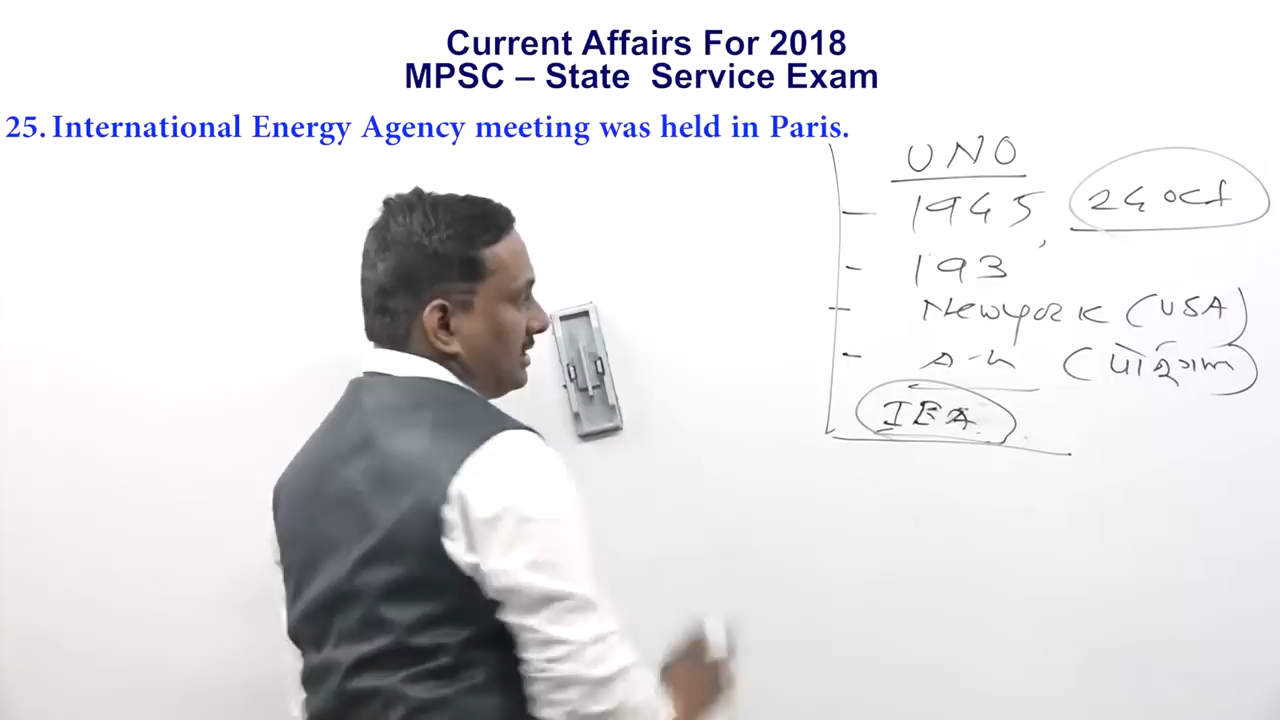 Current Affairs For 2018
MPSC – State Service Exam
25. International Energy Agency meeting was held in Paris.
UNO
– 1945, 24 Oct
- 193
- Newyork (USA)
IEA